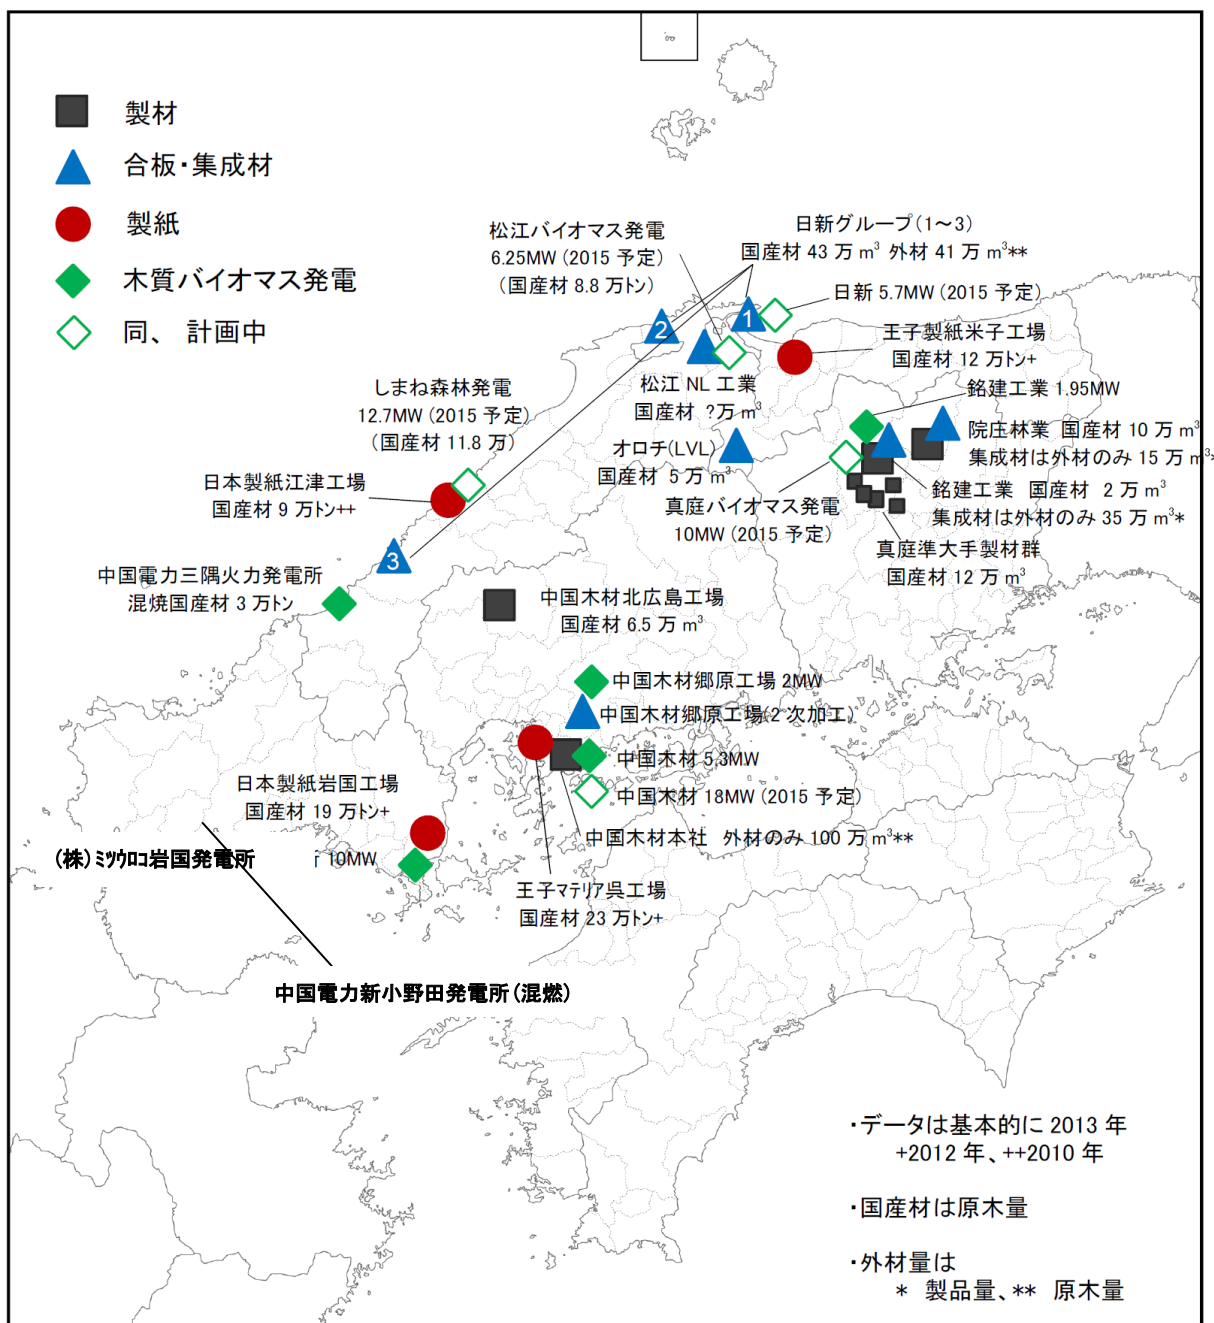 製材
合板・集成材
製紙
木質バイオマス発電
同、 計画中
松江バイオマス発電
6.25MW (2015 予定)
(国産材 8.8 万トン)
日新グループ(1～3)
国産材 43 万 m³ 外材 41 万 m³**
日新 5.7MW (2015 予定)
1
2
王子製紙米子工場
国産材 12 万トン+
松江 NL 工業
国産材 ?万 m³
しまね森林発電
12.7MW (2015 予定)
(国産材 11.8 万)
銘建工業 1.95MW
院庄林業 国産材 10 万 m³
集成材は外材のみ 15 万 m³*
オロチ(LVL)
国産材 5 万 m³
日本製紙江津工場
国産材 9 万トン++
真庭バイオマス発電
10MW (2015 予定)
銘建工業 国産材 2 万 m³
集成材は外材のみ 35 万 m³*
真庭準大手製材群
国産材 12 万 m³
3
中国電力三隅火力発電所
混焼国産材 3 万トン
中国木材北広島工場
国産材 6.5 万 m³
中国木材郷原工場 2MW
中国木材郷原工場(2 次加工)
中国木材 5.3MW
中国木材 18MW (2015 予定)
中国木材本社 外材のみ 100 万 m³**
日本製紙岩国工場
国産材 19 万トン+
(株)ミツウロコ岩国発電所
10MW
王子マテリア呉工場
国産材 23 万トン+
中国電力新小野田発電所(混燃)
・データは基本的に 2013 年
+2012 年、++2010 年
・国産材は原木量
・外材量は
* 製品量、** 原木量